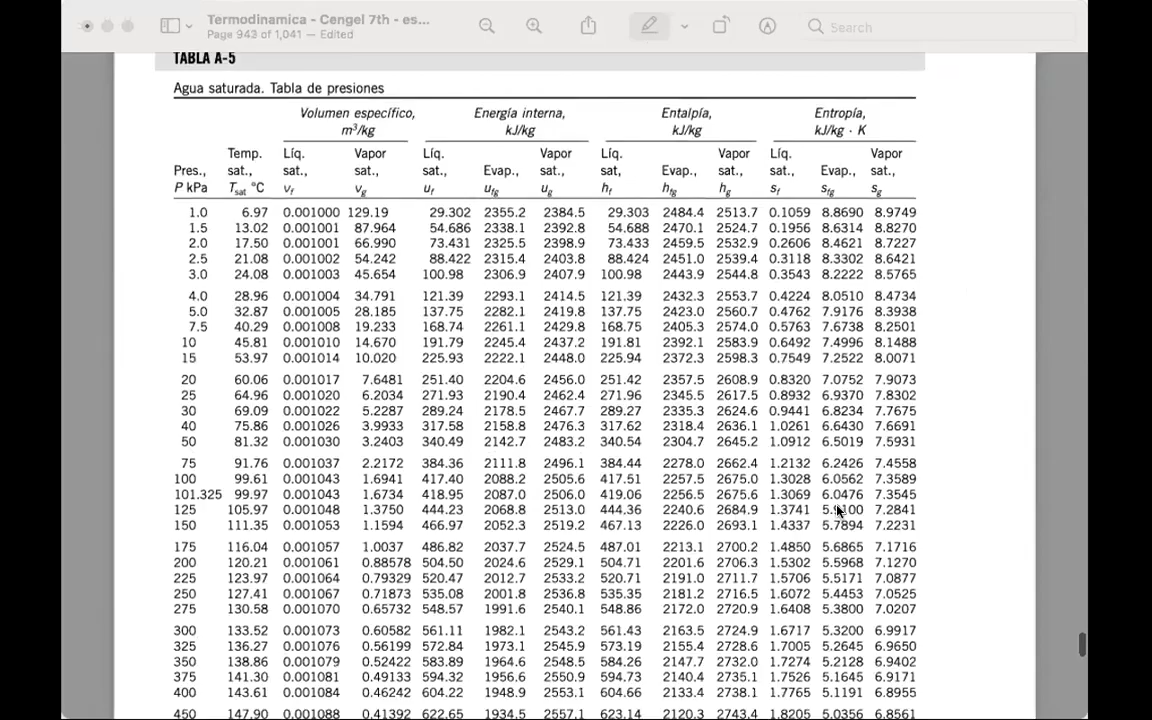 Termodinamica - Cengel 7th - es...
Page 943 of 1,041 — Edited
Search
TABLA A-5
Agua saturada. Tabla de presiones
Volumen específico, Energía interna, Entalpía, Entropía,
m³/kg kJ/kg kJ/kg kJ/kg · K
Temp. Líq. Vapor Líq. Vapor Líq. Vapor Líq. Vapor
Pres., sat., sat., sat., sat., Evap., sat., sat, Evap., sat., sat., Evap., sat.,
P kPa Tsat °C vf vg uf ufg ug hf hfg hg sf sfg sg
1.0 6.97 0.001000 129.19 29.302 2355.2 2384.5 29.303 2484.4 2513.7 0.1059 8.8690 8.9749
1.5 13.02 0.001001 87.964 54.686 2338.1 2392.8 54.688 2470.1 2524.7 0.1956 8.6314 8.8270
2.0 17.50 0.001001 66.990 73.431 2325.5 2398.9 73.433 2459.5 2532.9 0.2606 8.4621 8.7227
2.5 21.08 0.001002 54.242 88.422 2315.4 2403.8 88.424 2451.0 2539.4 0.3118 8.3302 8.6421
3.0 24.08 0.001003 45.654 100.98 2306.9 2407.9 100.98 2443.9 2544.8 0.3543 8.2222 8.5765
4.0 28.96 0.001004 34.791 121.39 2293.1 2414.5 121.39 2432.3 2553.7 0.4224 8.0510 8.4734
5.0 32.87 0.001005 28.185 137.75 2282.1 2419.8 137.75 2423.0 2560.7 0.4762 7.9176 8.3938
7.5 40.29 0.001008 19.233 168.74 2261.1 2429.8 168.75 2405.3 2574.0 0.5763 7.6738 8.2501
10 45.81 0.001010 14.670 191.79 2245.4 2437.2 191.81 2392.1 2583.9 0.6492 7.4996 8.1488
15 53.97 0.001014 10.020 225.93 2222.1 2448.0 225.94 2372.3 2598.3 0.7549 7.2522 8.0071
20 60.06 0.001017 7.6481 251.40 2204.6 2456.0 251.42 2357.5 2608.9 0.8320 7.0752 7.9073
25 64.96 0.001020 6.2034 271.93 2190.4 2462.4 271.96 2345.5 2617.5 0.8932 6.9370 7.8302
30 69.09 0.001022 5.2287 289.24 2178.5 2467.7 289.27 2335.3 2624.6 0.9441 6.8234 7.7675
40 75.86 0.001026 3.9933 317.58 2158.8 2476.3 317.62 2318.4 2636.1 1.0261 6.6430 7.6691
50 81.32 0.001030 3.2403 340.49 2142.7 2483.2 340.54 2304.7 2645.2 1.0912 6.5019 7.5931
75 91.76 0.001037 2.2172 384.36 2111.8 2496.1 384.44 2278.0 2662.4 1.2132 6.2426 7.4558
100 99.61 0.001043 1.6941 417.40 2088.2 2505.6 417.51 2257.5 2675.0 1.3028 6.0562 7.3589
101.325 99.97 0.001043 1.6734 418.95 2087.0 2506.0 419.06 2256.5 2675.6 1.3069 6.0476 7.3545
125 105.97 0.001048 1.3750 444.23 2068.8 2513.0 444.36 2240.6 2684.9 1.3741 7.2841
150 111.35 0.001053 1.1594 466.97 2052.3 2519.2 467.13 2226.0 2693.1 1.4337 5.7894 7.2231
175 116.04 0.001057 1.0037 486.82 2037.7 2524.5 487.01 2213.1 2700.2 1.4850 5.6865 7.1716
200 120.21 0.001061 0.88578 504.50 2024.6 2529.1 504.71 2201.6 2706.3 1.5302 5.5968 7.1270
225 123.97 0.001064 0.79329 520.47 2012.7 2533.2 520.71 2191.0 2711.7 1.5706 5.5171 7.0877
250 127.41 0.001067 0.71873 535.08 2001.8 2536.8 535.35 2181.2 2716.5 1.6072 5.4453 7.0525
275 130.58 0.001070 0.65732 548.57 1991.6 2540.1 548.86 2172.0 2720.9 1.6408 5.3800 7.0207
300 133.52 0.001073 0.60582 561.11 1982.1 2543.2 561.43 2163.5 2724.9 1.6717 5.3200 6.9917
325 136.27 0.001076 0.56199 572.84 1973.1 2545.9 573.19 2155.4 2728.6 1.7005 5.2645 6.9650
350 138.86 0.001079 0.52422 583.89 1964.6 2548.5 584.26 2147.7 2732.0 1.7274 5.2128 6.9402
375 141.30 0.001081 0.49133 594.32 1956.6 2550.9 594.73 2140.4 2735.1 1.7526 5.1645 6.9171
400 143.61 0.001084 0.46242 604.22 1948.9 2553.1 604.66 2133.4 2738.1 1.7765 5.1191 6.8955
450 147.90 0.001088 0.41392 622.65 1934.5 2557.1 623.14 2120.3 2743.4 1.8205 5.0356 6.8561